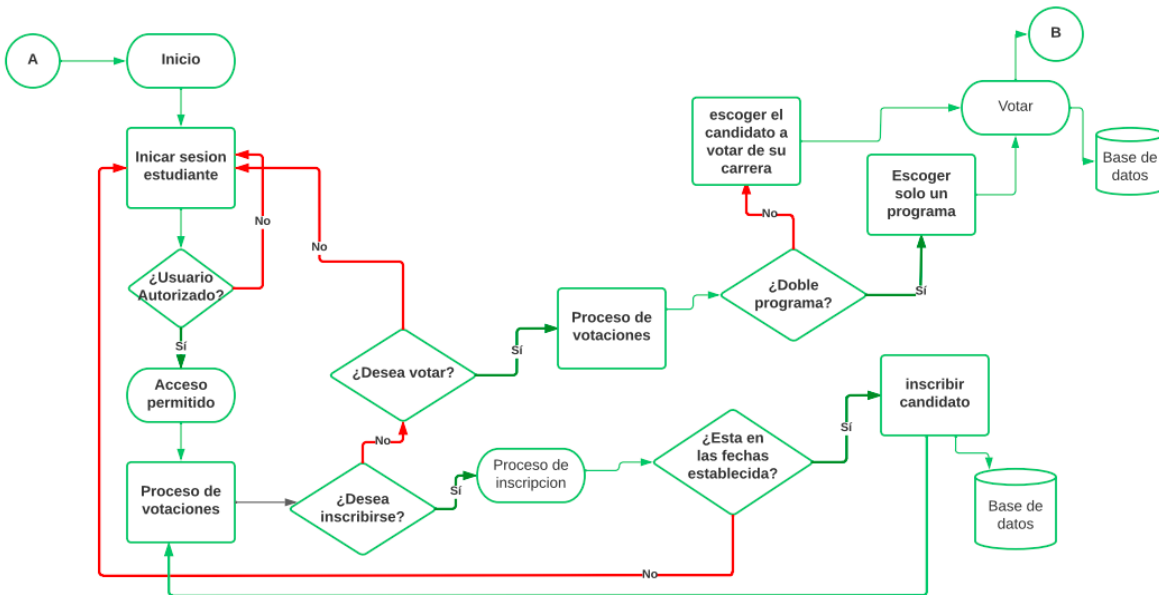 A
Inicio
Inicar sesion
estudiante
No
¿Usuario
Autorizado?
Sí
Acceso
permitido
Proceso de
votaciones
¿Desea
inscribirse?
No
Sí
¿Desea votar?
No
Sí
Proceso de
votaciones
¿Doble
programa?
No
Sí
escoger el
candidato a
votar de su
carrera
Escoger
solo un
programa
Votar
B
Base de
datos
Proceso de
inscripcion
¿Esta en
las fechas
establecida?
Sí
No
inscribir
candidato
Base de
datos